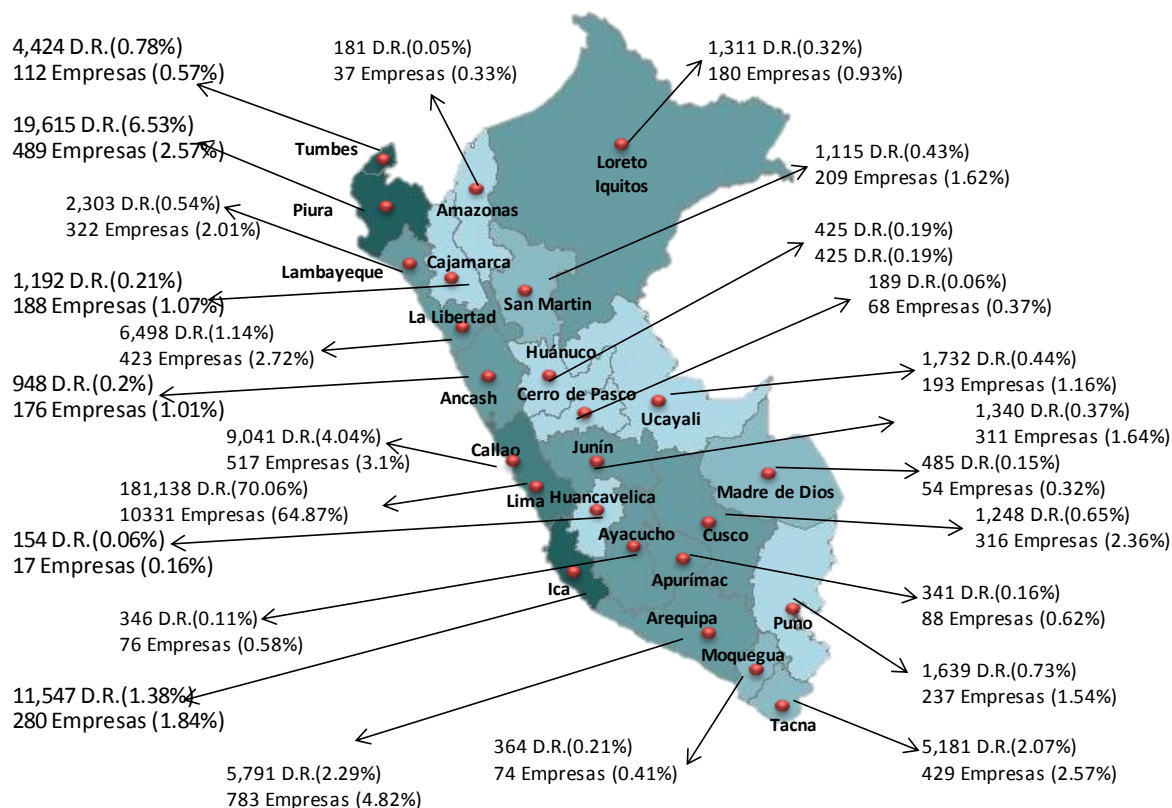 4,424 D.R.(0.78%)
112 Empresas (0.57%)
181 D.R.(0.05%)
37 Empresas (0.33%)
1,311 D.R.(0.32%)
180 Empresas (0.93%)
19,615 D.R.(6.53%)
489 Empresas (2.57%)
Tumbes
Loreto
Iquitos
1,115 D.R.(0.43%)
209 Empresas (1.62%)
2,303 D.R.(0.54%)
322 Empresas (2.01%)
Piura
Amazonas
425 D.R.(0.19%)
425 D.R.(0.19%)
Lambayeque
Cajamarca
1,192 D.R.(0.21%)
188 Empresas (1.07%)
189 D.R.(0.06%)
68 Empresas (0.37%)
La Libertad
San Martin
6,498 D.R.(1.14%)
423 Empresas (2.72%)
Huánuco
1,732 D.R.(0.44%)
193 Empresas (1.16%)
948 D.R.(0.2%)
176 Empresas (1.01%)
Ancash
Cerro de Pasco
Ucayali
1,340 D.R.(0.37%)
311 Empresas (1.64%)
9,041 D.R.(4.04%)
517 Empresas (3.1%)
Callao
Junín
485 D.R.(0.15%)
54 Empresas (0.32%)
181,138 D.R.(70.06%)
10331 Empresas (64.87%)
Lima
Huancavelica
Madre de Dios
1,248 D.R.(0.65%)
316 Empresas (2.36%)
154 D.R.(0.06%)
17 Empresas (0.16%)
Ayacucho
Cusco
Ica
Apurímac
341 D.R.(0.16%)
88 Empresas (0.62%)
346 D.R.(0.11%)
76 Empresas (0.58%)
Arequipa
Puno
Moquegua
1,639 D.R.(0.73%)
237 Empresas (1.54%)
11,547 D.R.(1.38%)
280 Empresas (1.84%)
Tacna
364 D.R.(0.21%)
74 Empresas (0.41%)
5,181 D.R.(2.07%)
429 Empresas (2.57%)
5,791 D.R.(2.29%)
783 Empresas (4.82%)